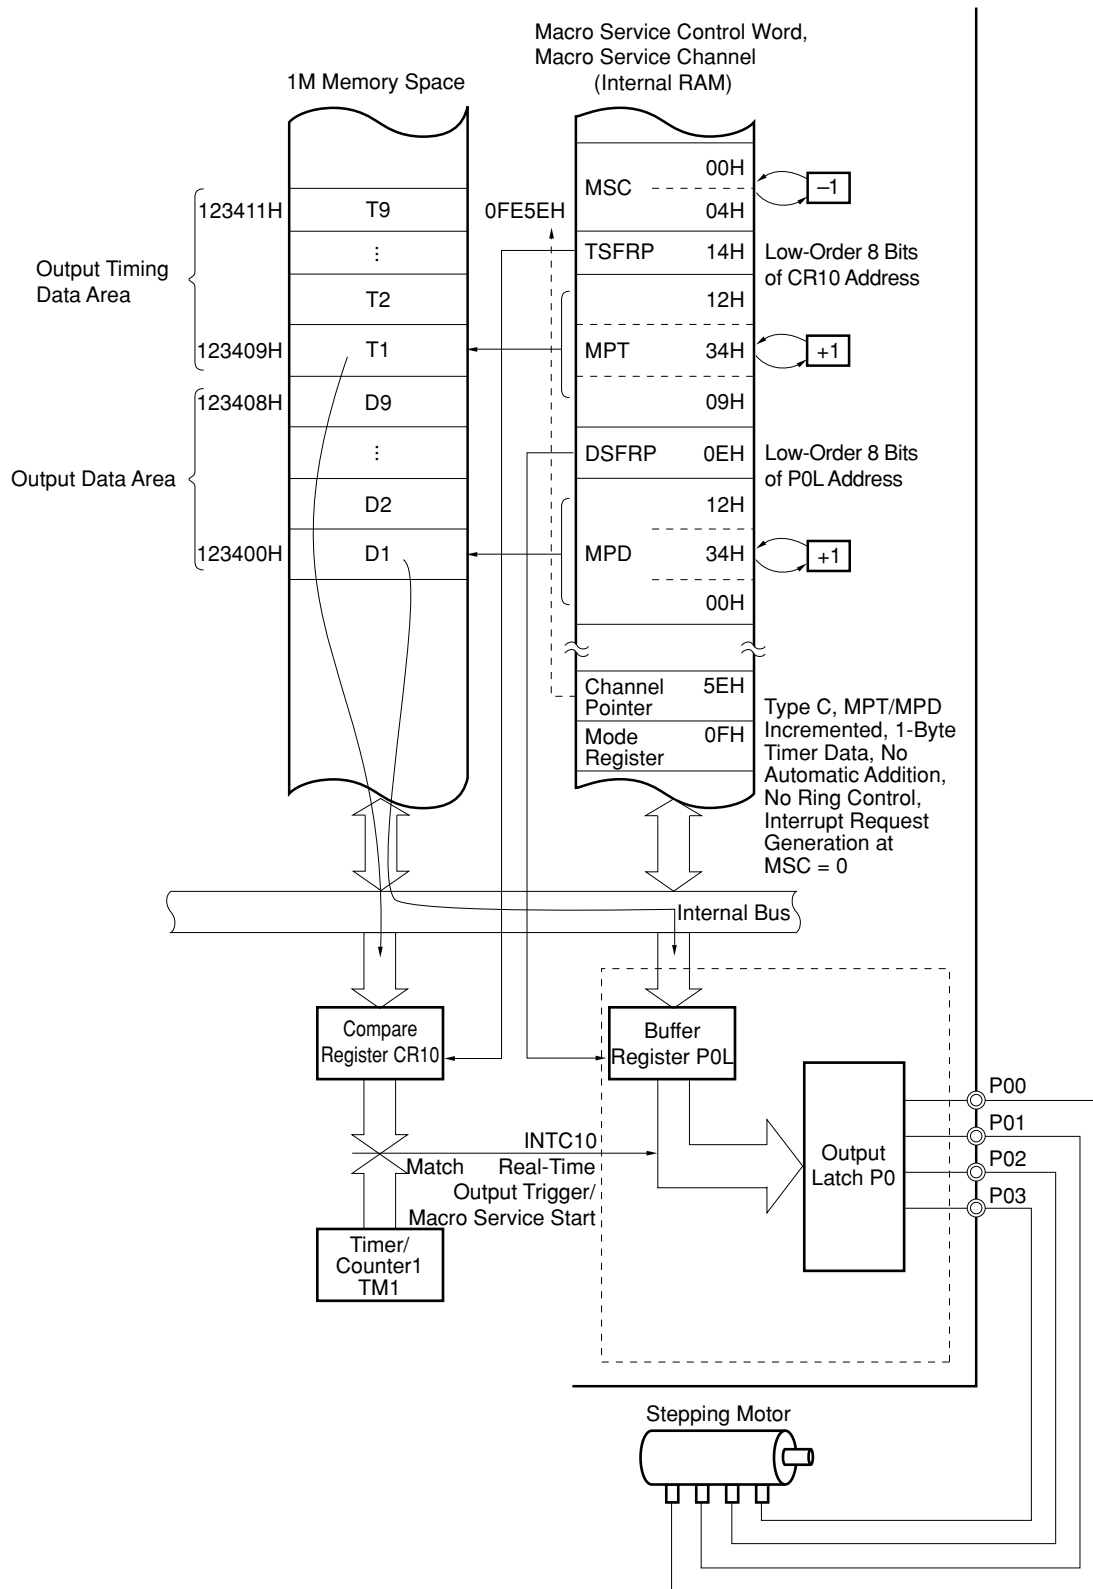 Macro Service Control Word,
Macro Service Channel
(Internal RAM)
1M Memory Space
00H
MSC
–1
04H
123411H
T9
0FE5EH
TSFRP
14H
Low-Order 8 Bits
of CR10 Address
⋮
Output Timing
Data Area
T2
12H
123409H
T1
MPT
34H
+1
123408H
D9
09H
Output Data Area
⋮
DSFRP
0EH
Low-Order 8 Bits
of P0L Address
D2
12H
123400H
D1
MPD
34H
+1
00H
Channel
Pointer
5EH
Mode
Register
0FH
Type C, MPT/MPD
Incremented, 1-Byte
Timer Data, No
Automatic Addition,
No Ring Control,
Interrupt Request
Generation at
MSC = 0
Internal Bus
Compare
Register CR10
Buffer
Register P0L
INTC10
Match
Real-Time
Output Trigger/
Macro Service Start
Timer/
Counter1
TM1
Output
Latch P0
P00
P01
P02
P03
Stepping Motor